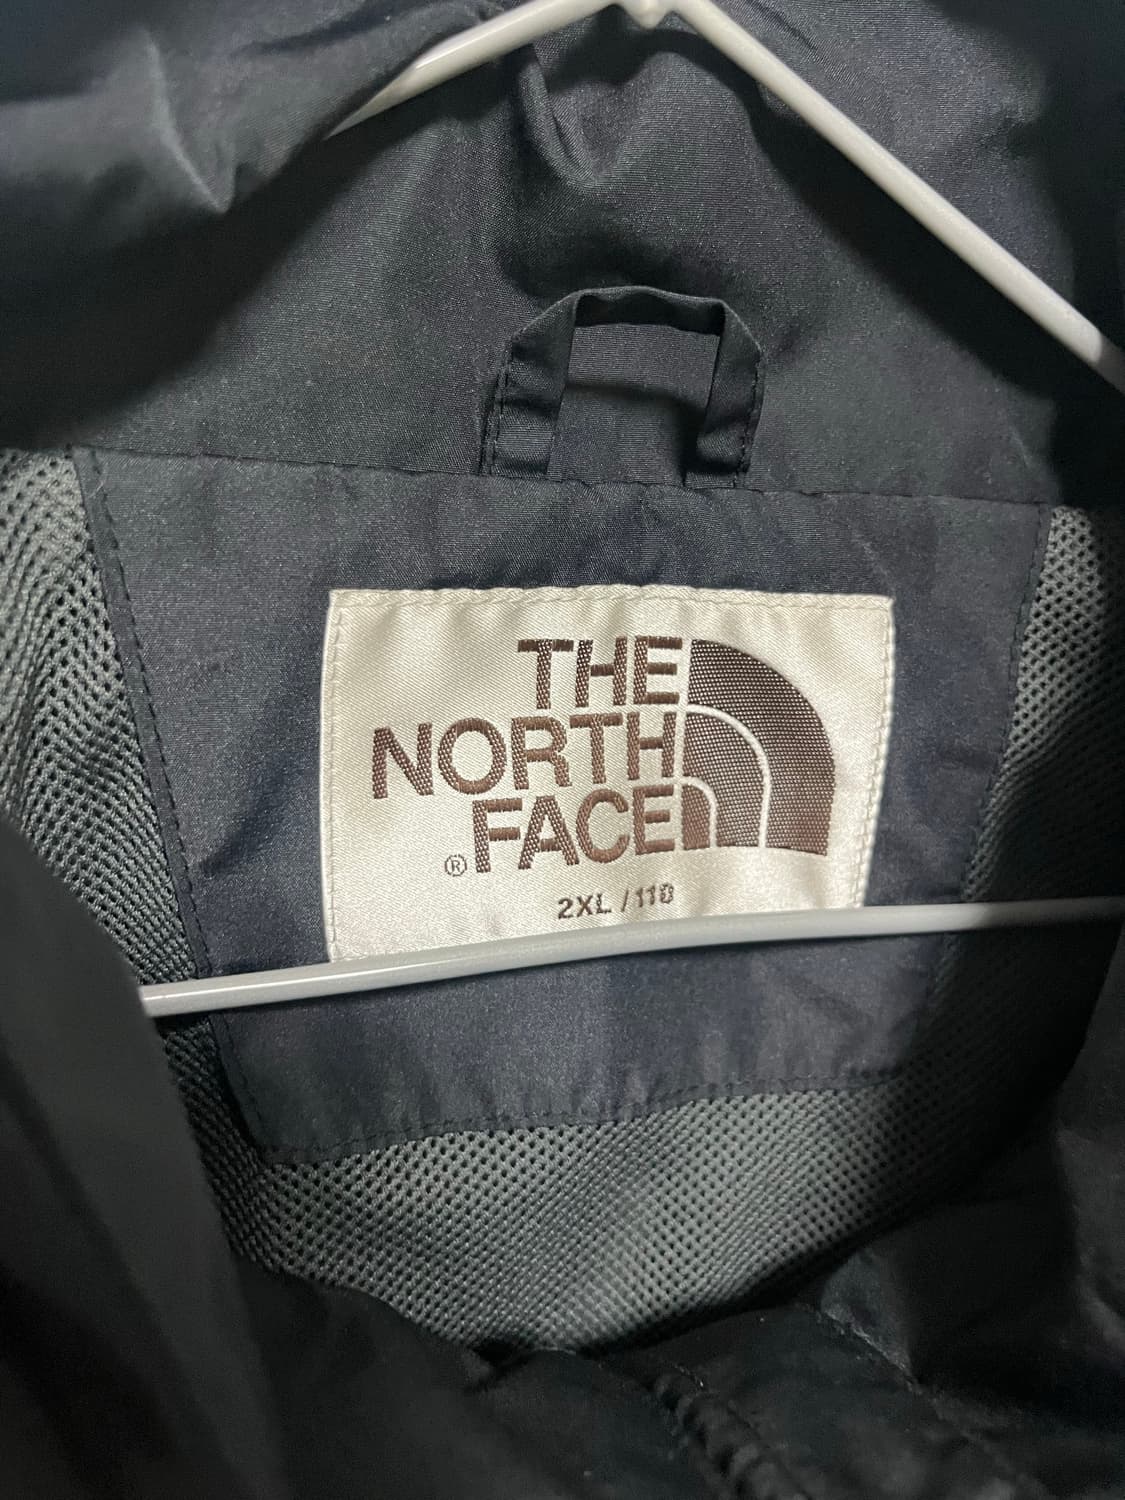 THE
NORTH
FACE
®
2XL / 110